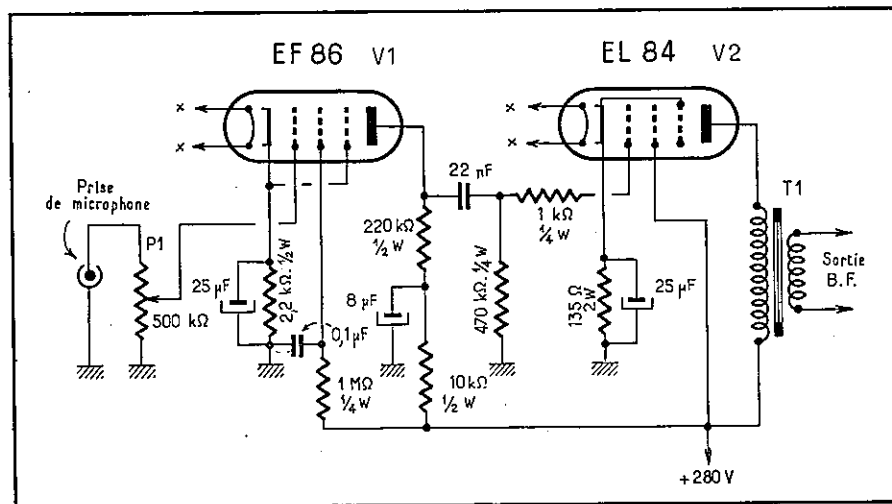 EF 86 V1
EL 84 V2
x
x
x
x
Prise
de microphone
P1
500 kΩ
25 µF
2,2 kΩ. ½W
0,1µF
1 MΩ
¼ W
220 kΩ
½ W
8 µF
10 kΩ
½ W
22 nF
1 kΩ
¼ W
470 kΩ. ¼W
135 Ω
2 W
25 µF
T1
Sortie
B.F.
+280 V